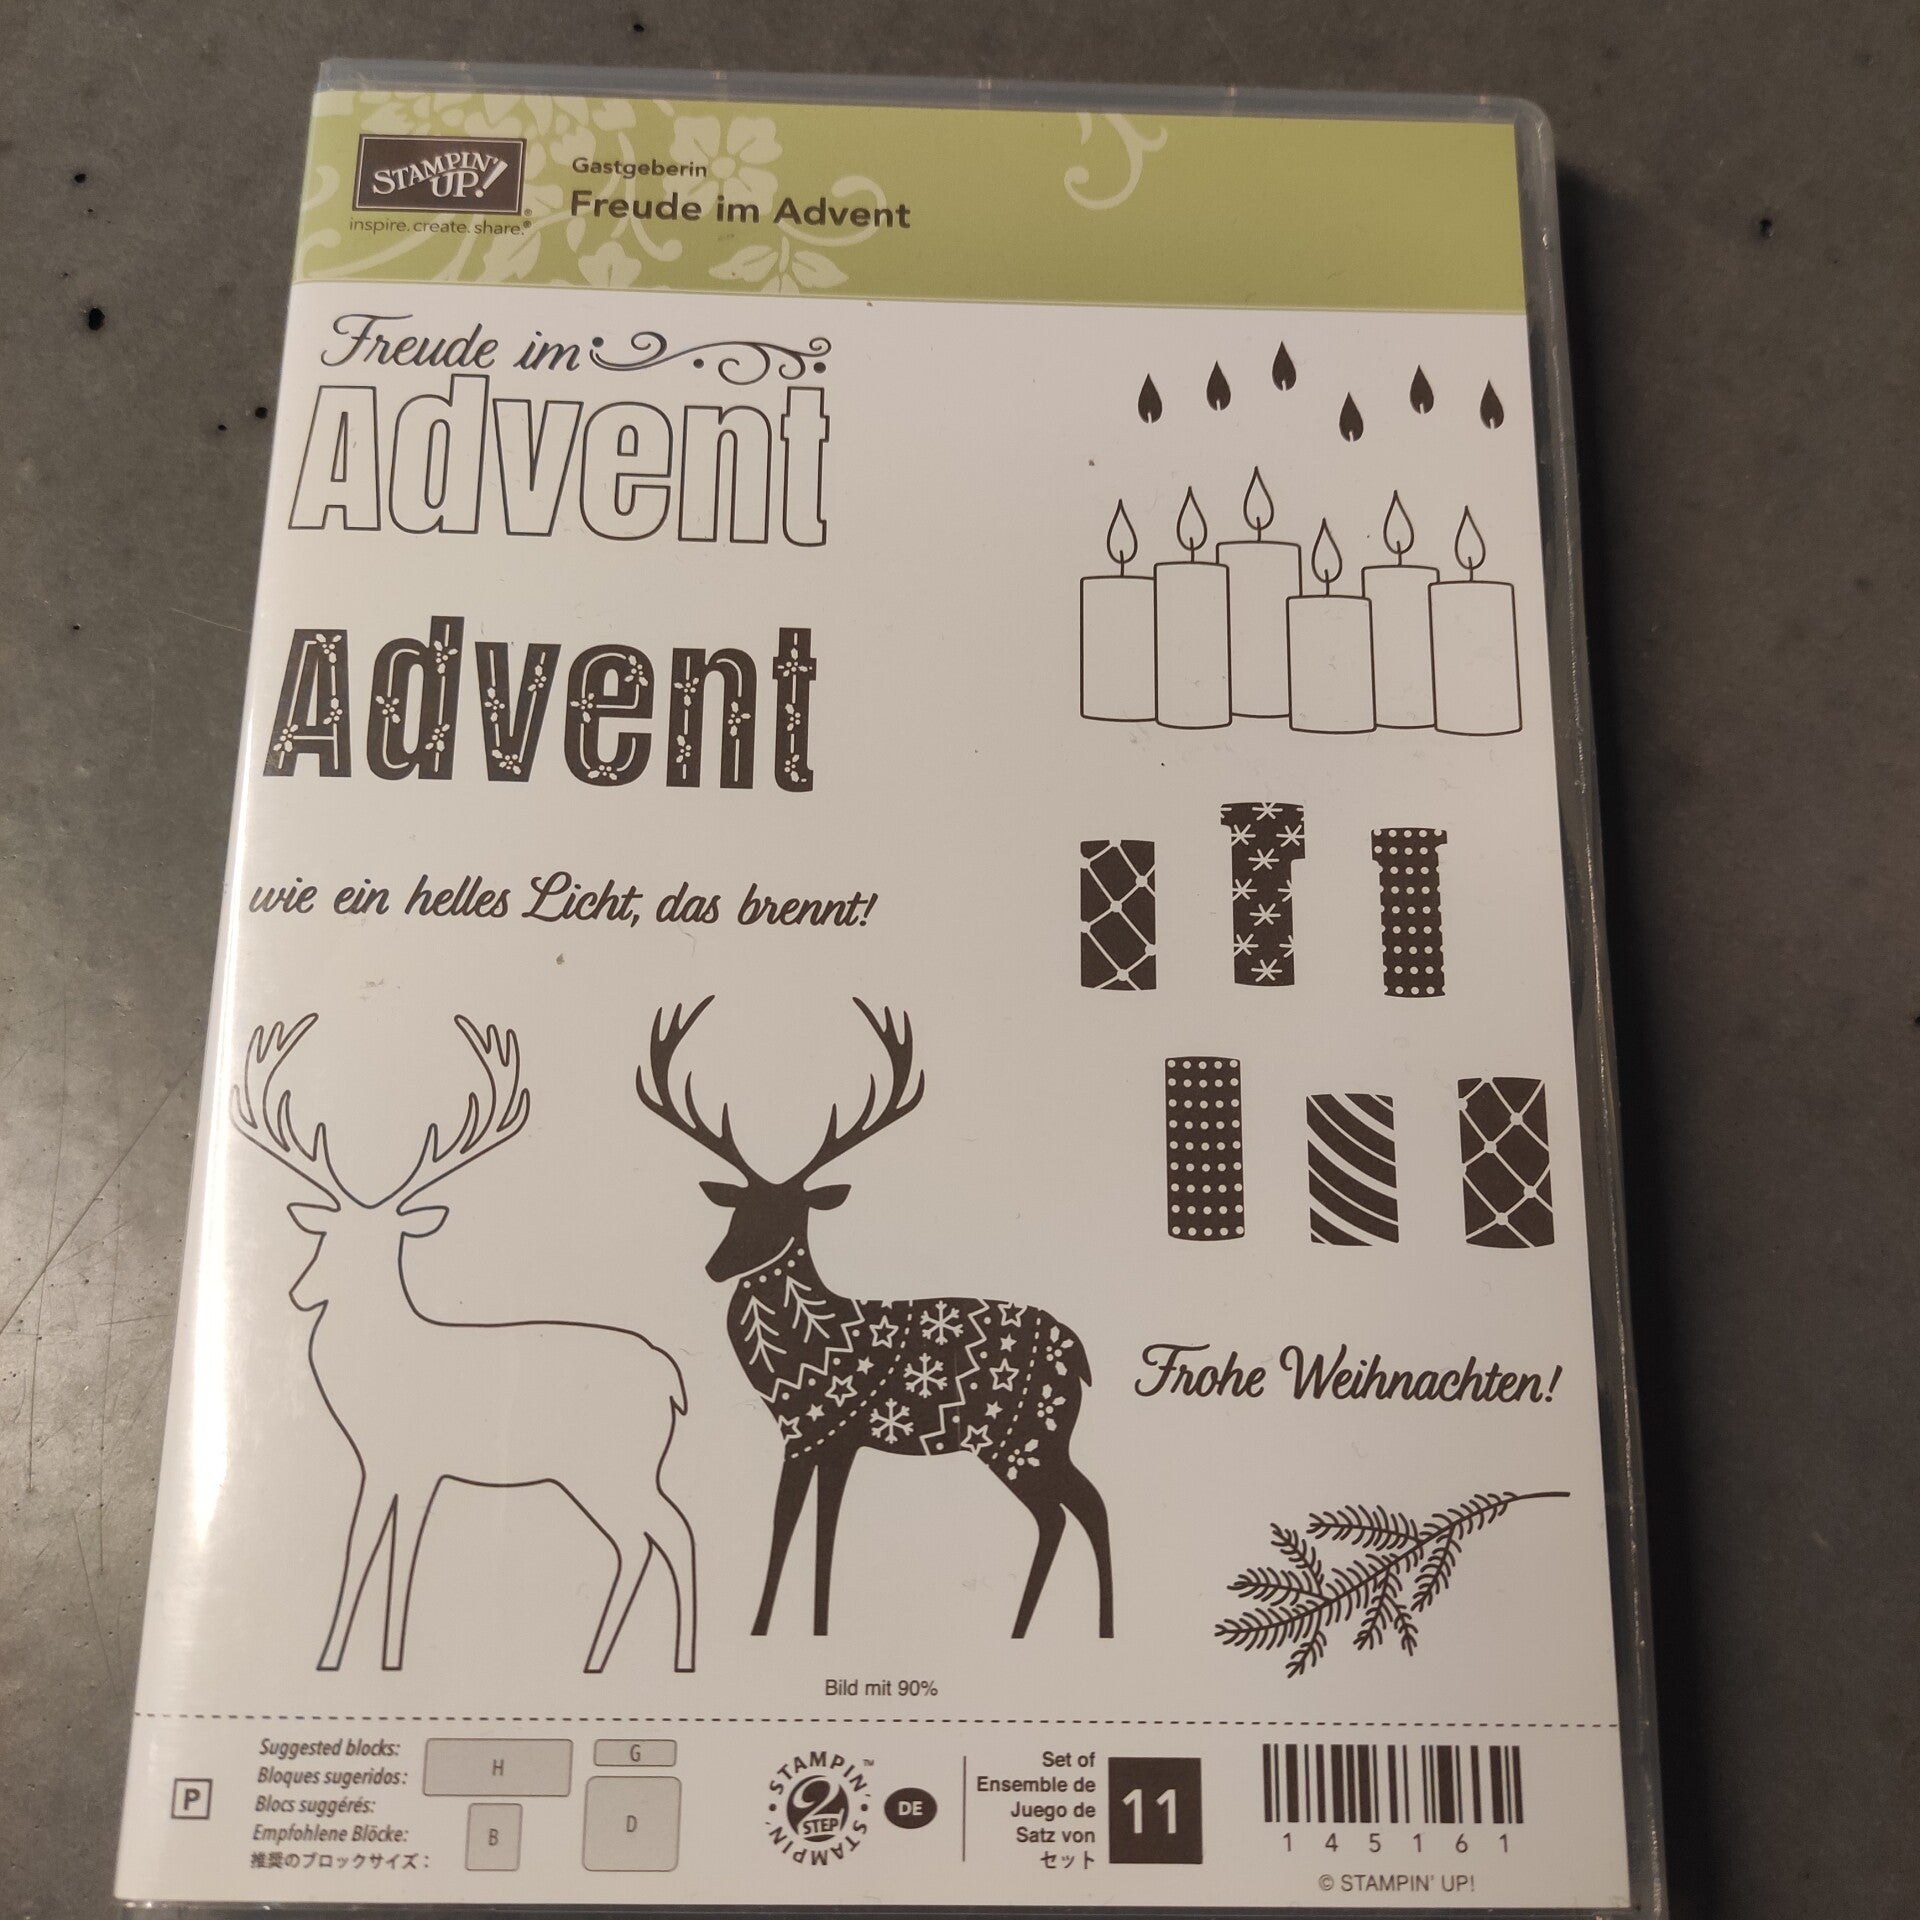 STAMPIN' UP!®
inspire. create. share.®
Gastgeberin
Freude im Advent
Freude im
Advent
Advent
wie ein helles Licht, das brennt!
Frohe Weihnachten!
Bild mit 90%
P
Suggested blocks:
Bloques sugeridos:
Blocs suggérés:
Empfohlene Blöcke:
推奨のブロックサイズ：
H
G
B
D
STAMPIN'™
2
STEP
STAMPIN'
DE
Set of
Ensemble de
Juego de
Satz von
セット
11
145161
© STAMPIN' UP!